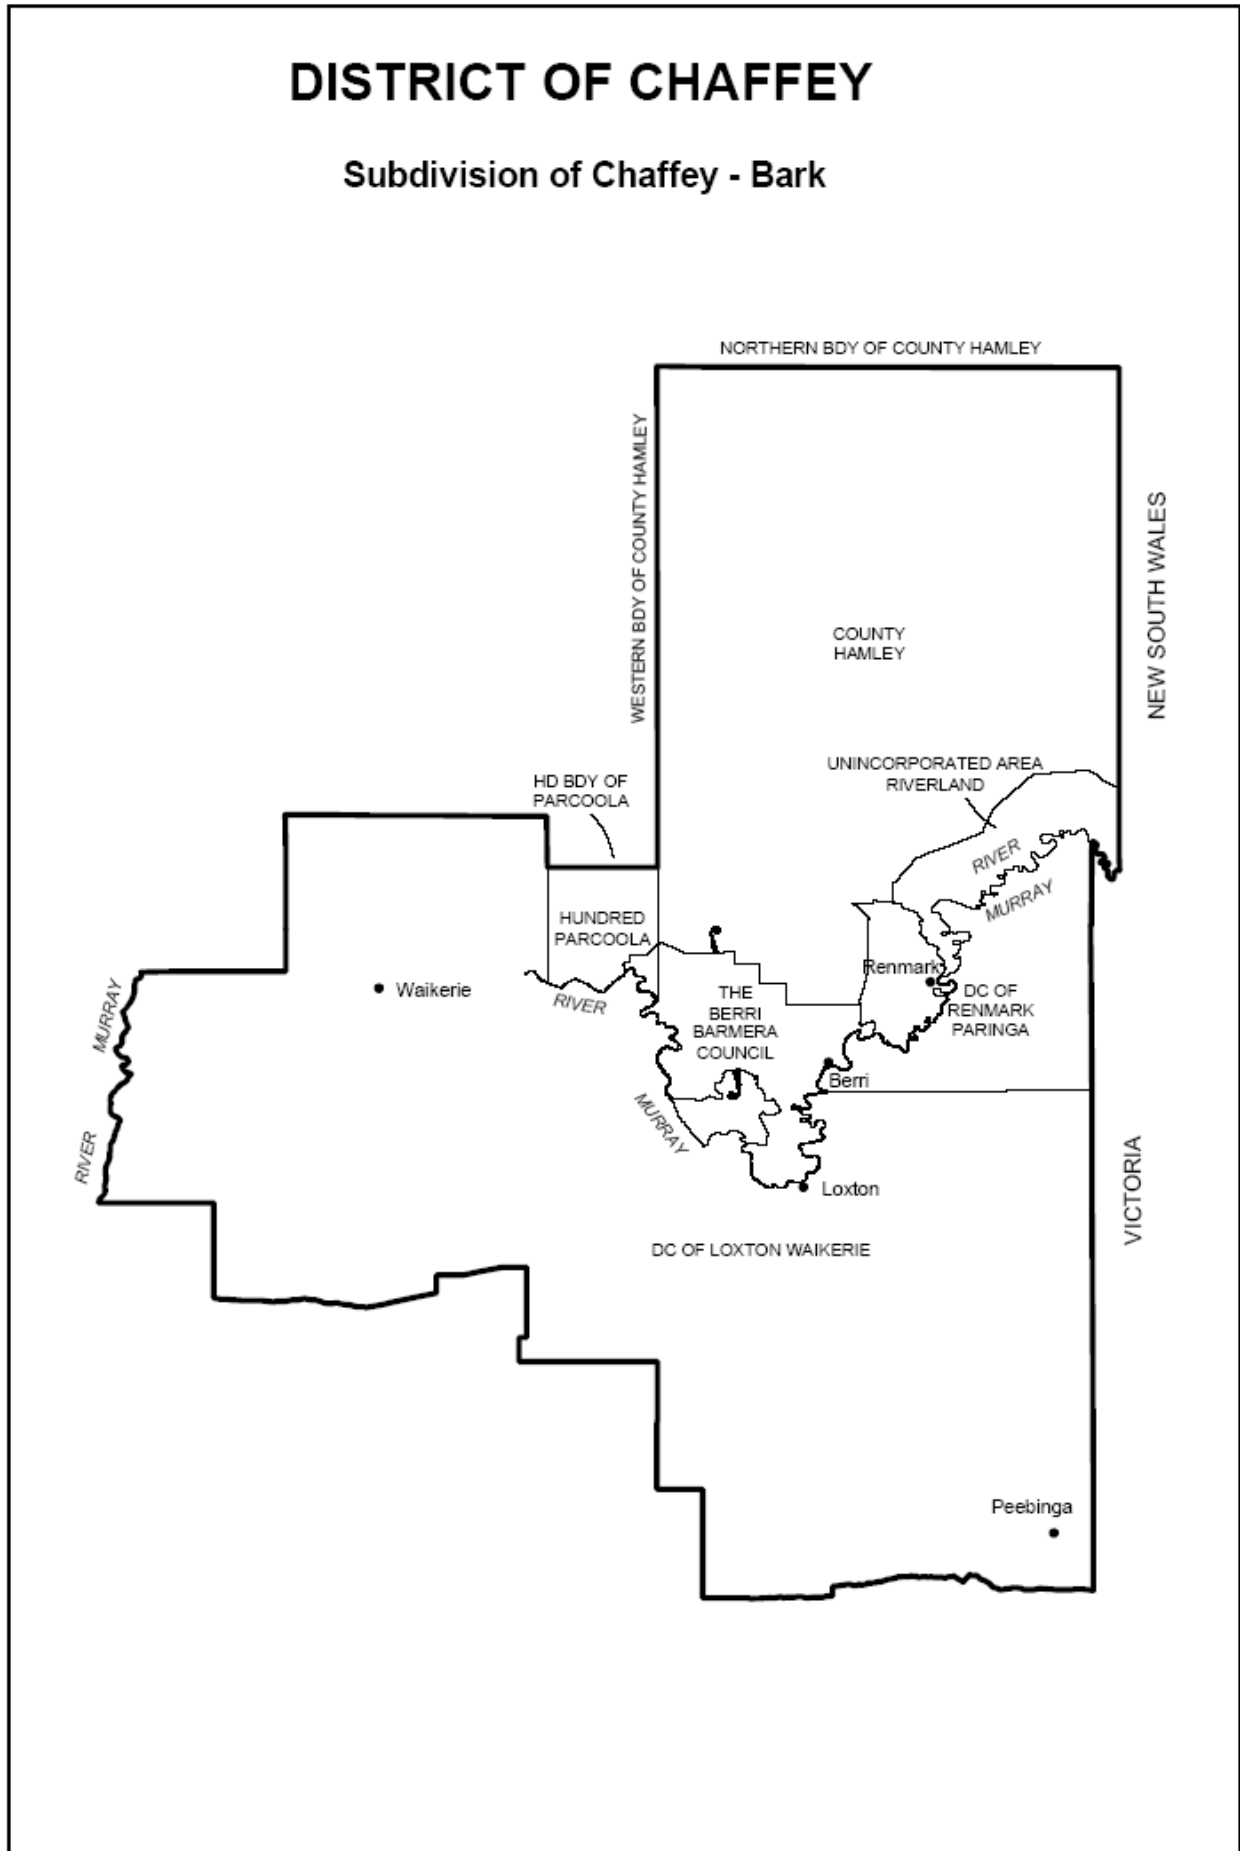 DISTRICT OF CHAFFEY
Subdivision of Chaffey - Bark
NORTHERN BDY OF COUNTY HAMLEY
WESTERN BDY OF COUNTY HAMLEY
NEW SOUTH WALES
COUNTY
HAMLEY
UNINCORPORATED AREA
RIVERLAND
HD BDY OF
PARCOOLA
RIVER
MURRAY
HUNDRED
PARCOOLA
Renmark
MURRAY
Waikerie
RIVER
THE
BERRI
BARMERA
COUNCIL
DC OF
RENMARK
PARINGA
Berri
MURRAY
RIVER
Loxton
VICTORIA
DC OF LOXTON WAIKERIE
Peebinga